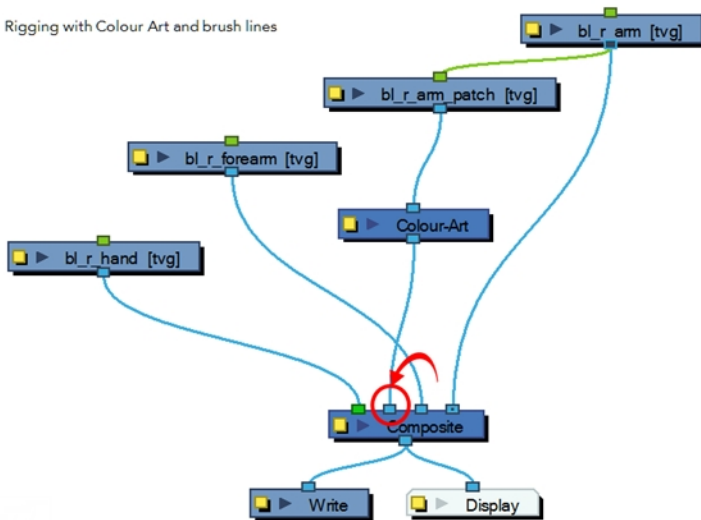 Rigging with Colour Art and brush lines
bl_r_arm [tvg]
bl_r_arm_patch [tvg]
bl_r_forearm [tvg]
Colour-Art
bl_r_hand [tvg]
Composite
Write
Display